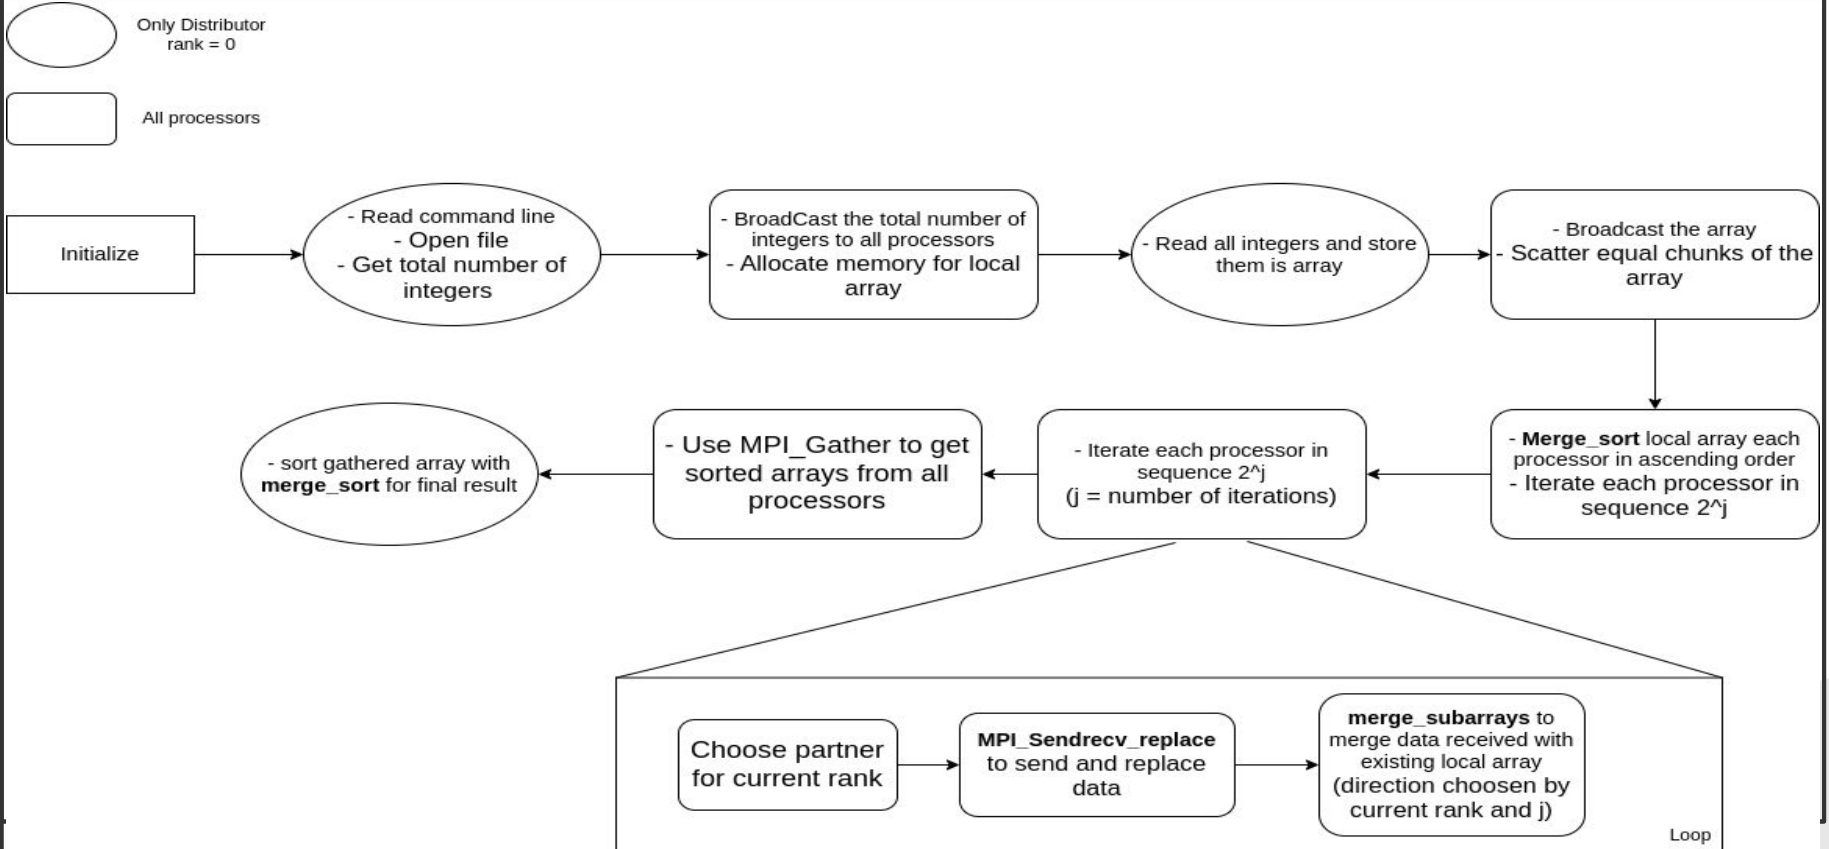 Only Distributor
rank = 0
All processors
Initialize
- Read command line
- Open file
- Get total number of
integers
- BroadCast the total number of
integers to all processors
- Allocate memory for local
array
- Read all integers and store
them is array
- Broadcast the array
- Scatter equal chunks of the
array
- Merge_sort local array each
processor in ascending order
- Iterate each processor in
sequence 2^j
- Iterate each processor in
sequence 2^j
(j = number of iterations)
- Use MPI_Gather to get
sorted arrays from all
processors
- sort gathered array with
merge_sort for final result
Choose partner
for current rank
MPI_Sendrecv_replace
to send and replace
data
merge_subarrays to
merge data received with
existing local array
(direction choosen by
current rank and j)
Loop